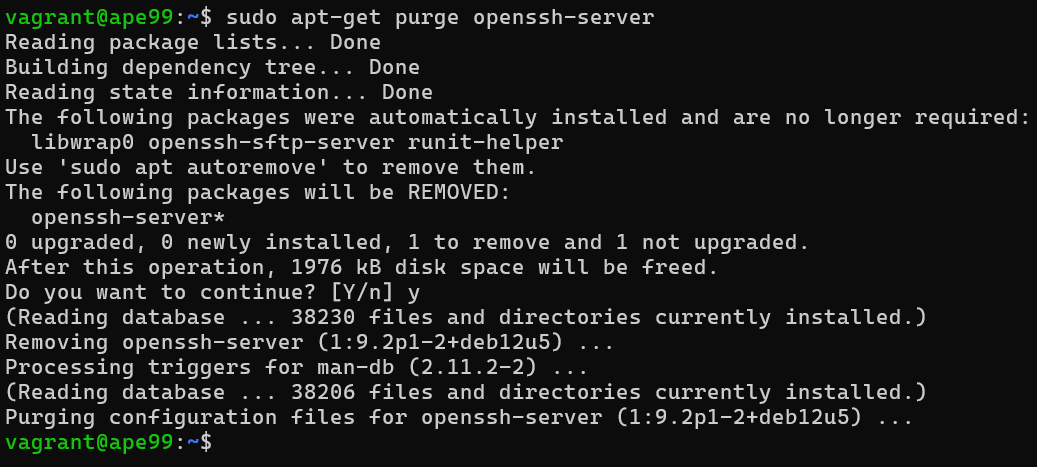 vagrant@ape99:~$ sudo apt-get purge openssh-server
Reading package lists... Done
Building dependency tree... Done
Reading state information... Done
The following packages were automatically installed and are no longer required:
  libwrap0 openssh-sftp-server runit-helper
Use 'sudo apt autoremove' to remove them.
The following packages will be REMOVED:
  openssh-server*
0 upgraded, 0 newly installed, 1 to remove and 1 not upgraded.
After this operation, 1976 kB disk space will be freed.
Do you want to continue? [Y/n] y
(Reading database ... 38230 files and directories currently installed.)
Removing openssh-server (1:9.2p1-2+deb12u5) ...
Processing triggers for man-db (2.11.2-2) ...
(Reading database ... 38206 files and directories currently installed.)
Purging configuration files for openssh-server (1:9.2p1-2+deb12u5) ...
vagrant@ape99:~$